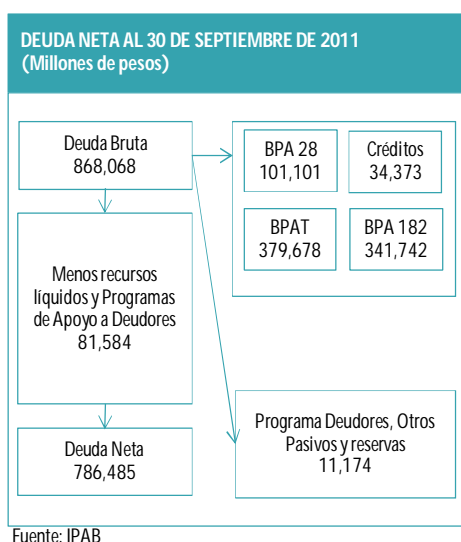 DEUDA NETA AL 30 DE SEPTIEMBRE DE 2011
(Millones de pesos)
Deuda Bruta
868,068
BPA 28
101,101
Créditos
34,373
BPAT
379,678
BPA 182
341,742
Menos recursos
líquidos y Programas
de Apoyo a Deudores
81,584
Programa Deudores, Otros
Pasivos y reservas
11,174
Deuda Neta
786,485
Fuente: IPAB